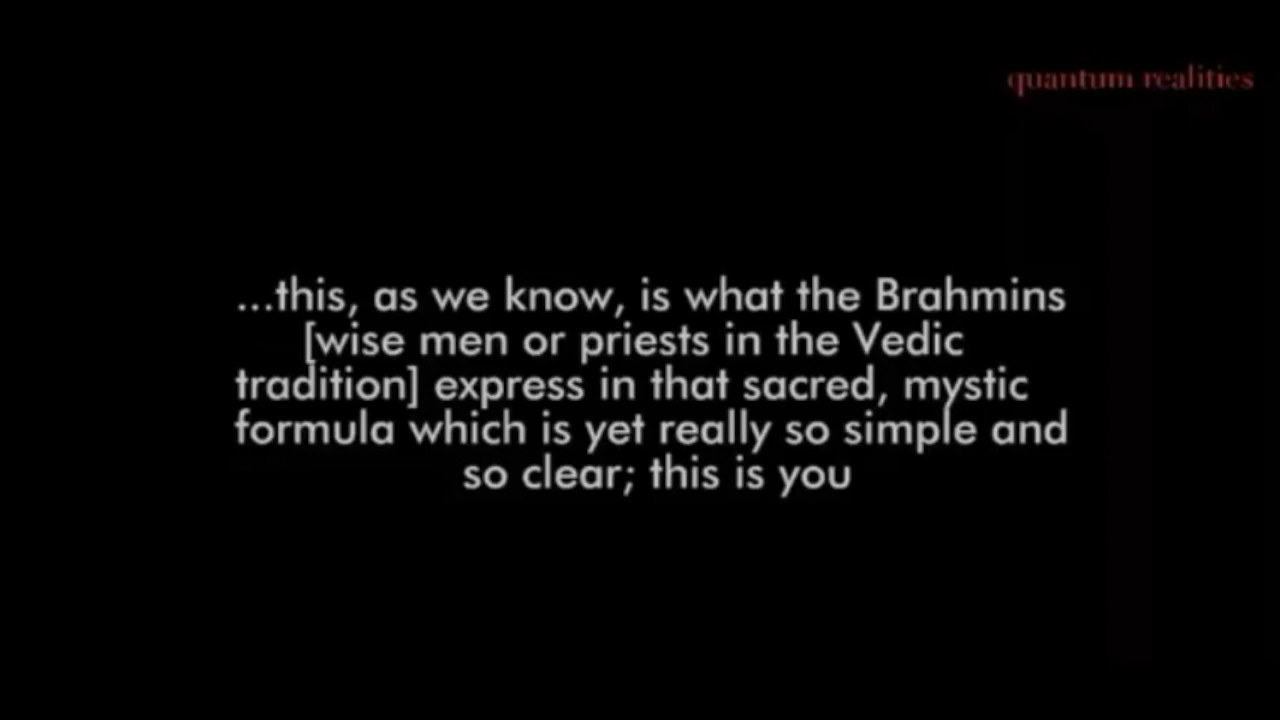 quantum realities
...this, as we know, is what the Brahmins
[wise men or priests in the Vedic
tradition] express in that sacred, mystic
formula which is yet really so simple and
so clear; this is you